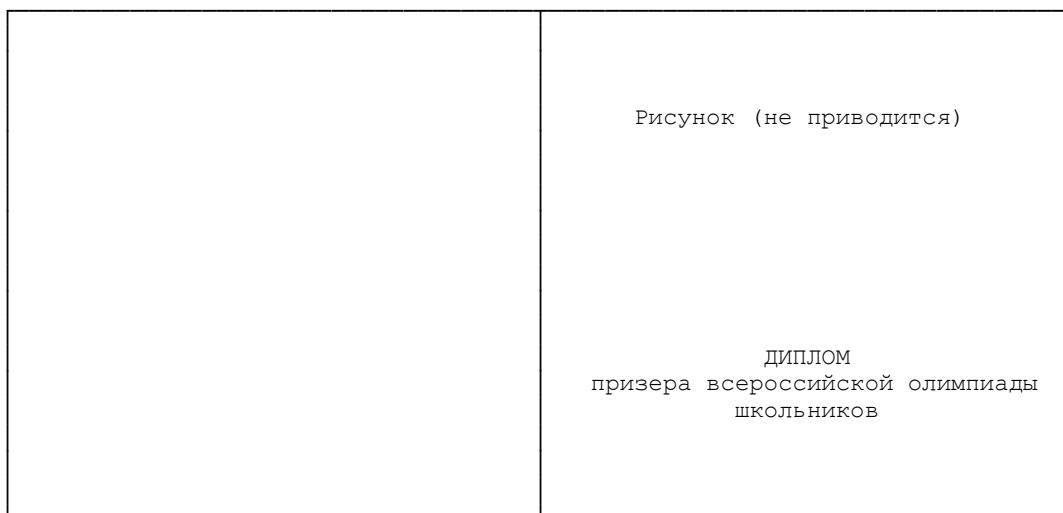 Рисунок (не приводится)
ДИПЛОМ
призера всероссийской олимпиады
школьников